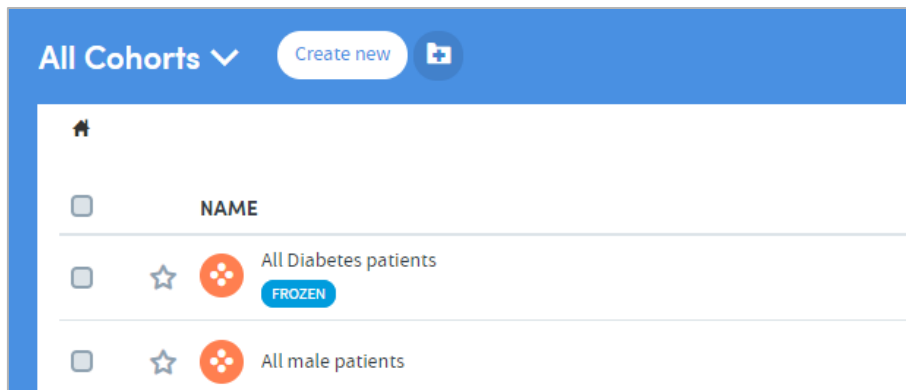 All Cohorts
Create new
NAME
All Diabetes patients
FROZEN
All male patients